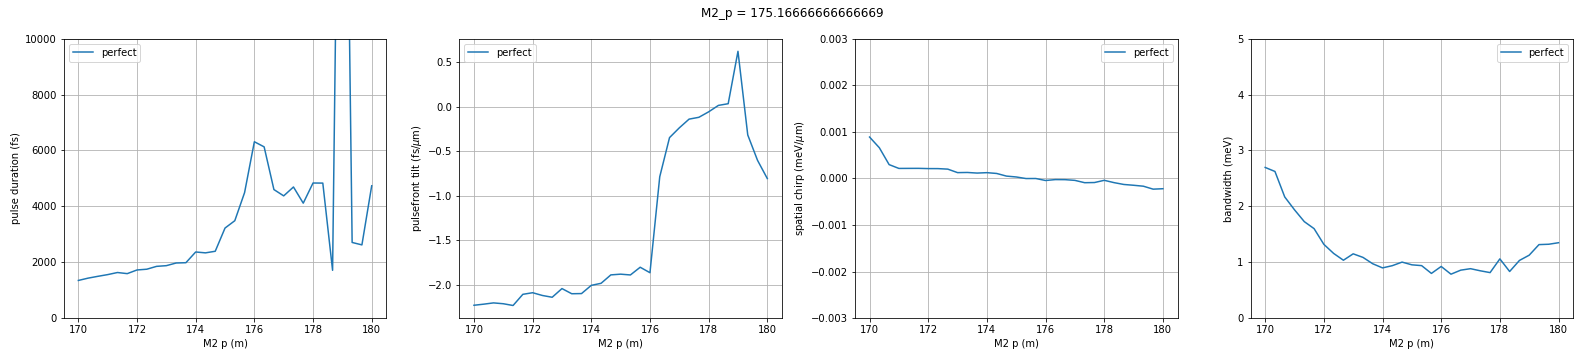 M2_p = 175.16666666666669
perfect
pulse duration (fs)
10000
8000
6000
4000
2000
0
170 172 174 176 178 180
M2 p (m)
perfect
pulsefront tilt (fs/μm)
0.5
0.0
−0.5
−1.0
−1.5
−2.0
170 172 174 176 178 180
M2 p (m)
perfect
spatial chirp (meV/μm)
0.003
0.002
0.001
0.000
−0.001
−0.002
−0.003
170 172 174 176 178 180
M2 p (m)
perfect
bandwidth (meV)
5
4
3
2
1
0
170 172 174 176 178 180
M2 p (m)